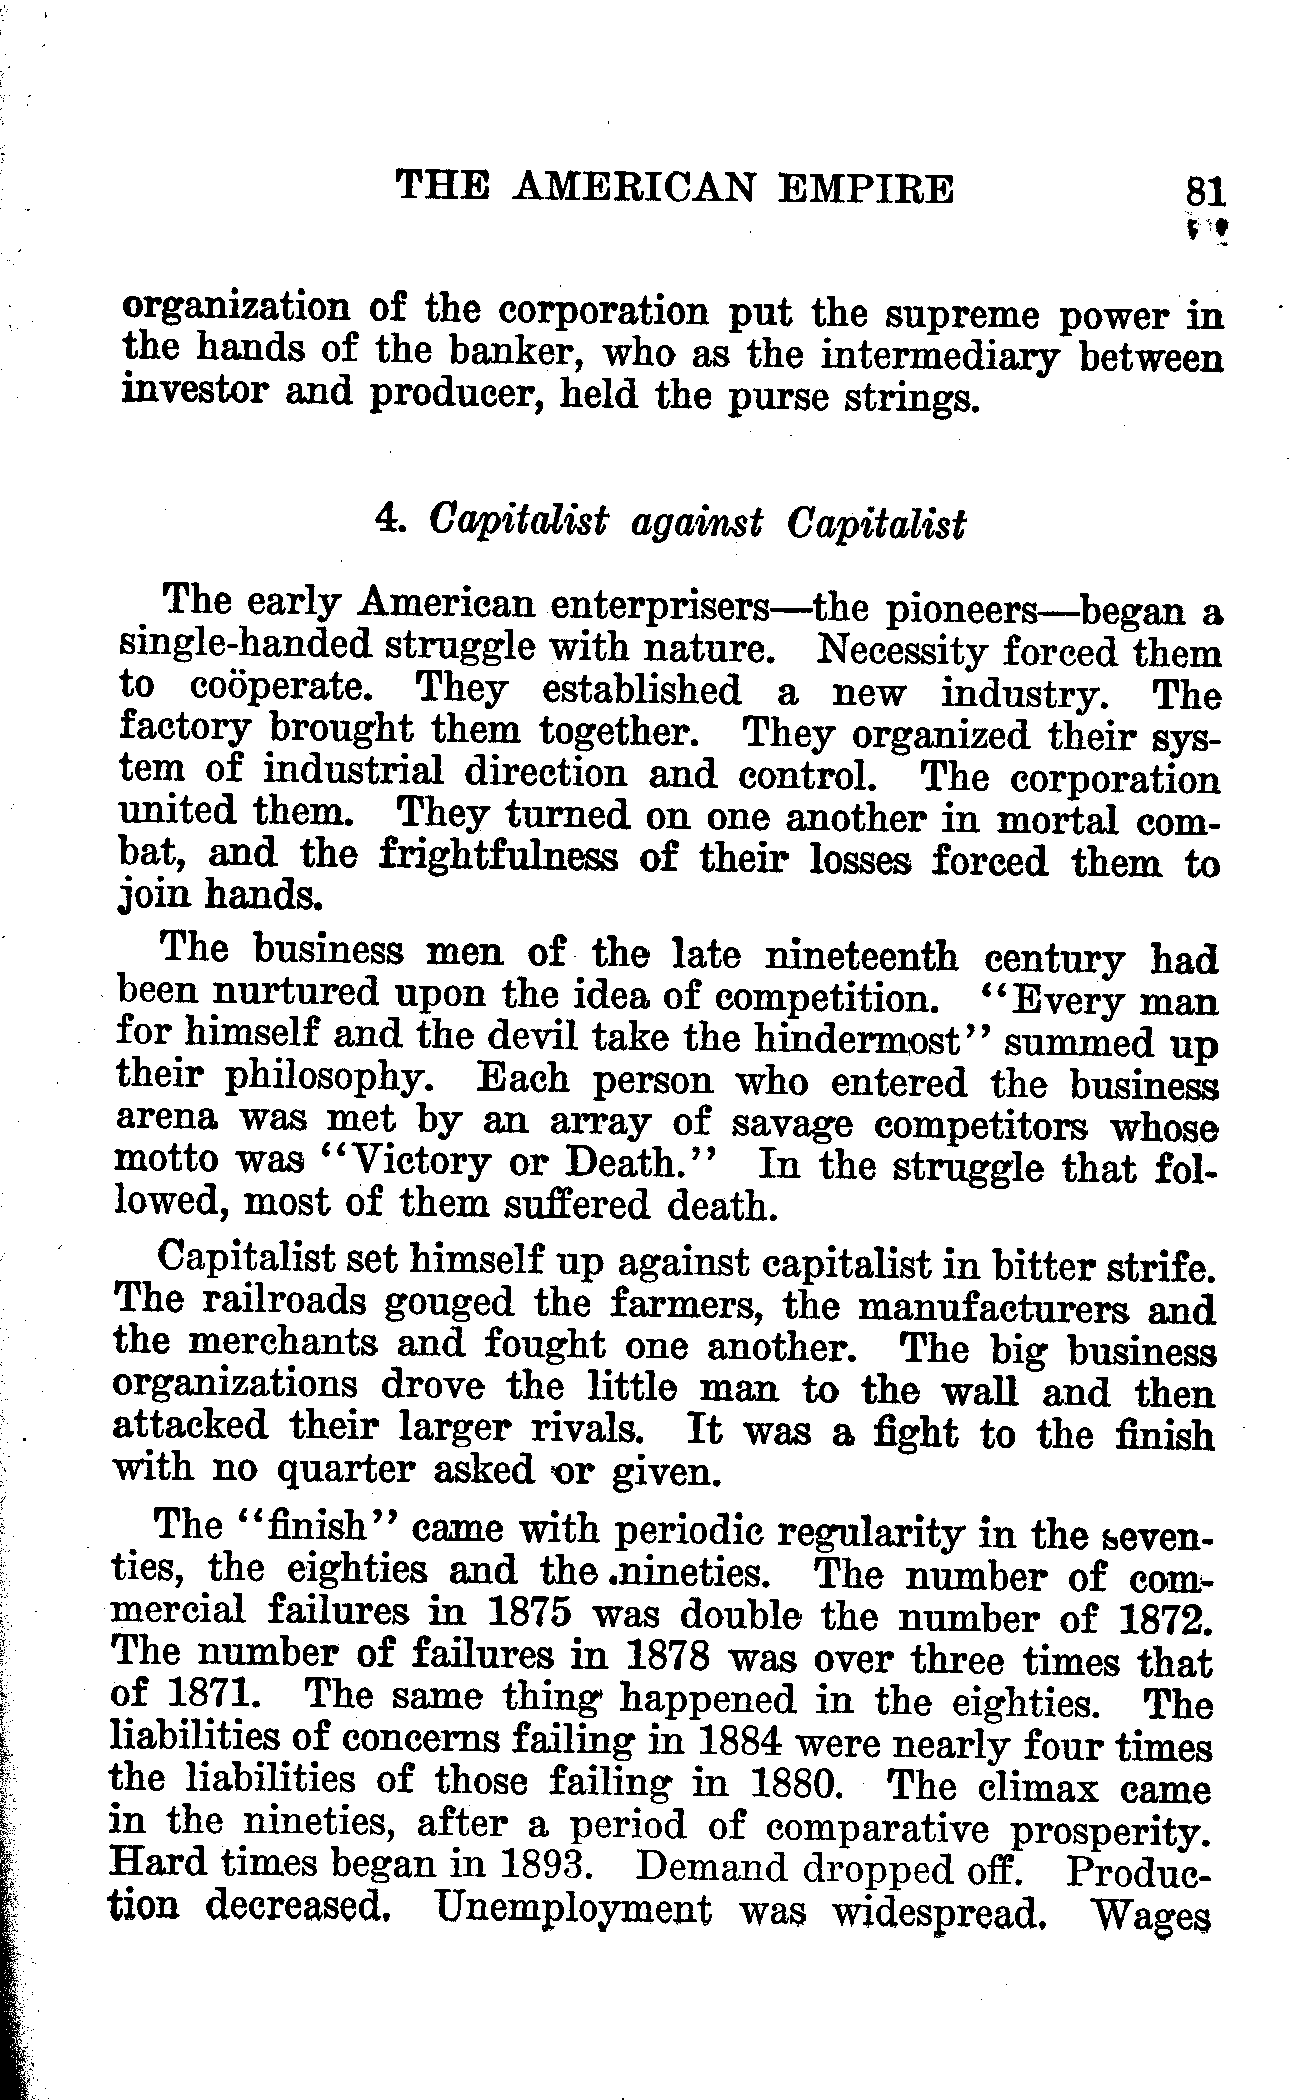 THE AMERICAN EMPIRE 81
organization of the corporation put the supreme power in
the hands of the banker, who as the intermediary between
investor and producer, held the purse strings.
4. Capitalist against Capitalist
The early American enterprisers—the pioneers—began a
single-handed struggle with nature. Necessity forced them
to coöperate. They established a new industry. The
factory brought them together. They organized their sys-
tem of industrial direction and control. The corporation
united them. They turned on one another in mortal com-
bat, and the frightfulness of their losses forced them to
join hands.
The business men of the late nineteenth century had
been nurtured upon the idea of competition. "Every man
for himself and the devil take the hindermost" summed up
their philosophy. Each person who entered the business
arena was met by an array of savage competitors whose
motto was "Victory or Death." In the struggle that fol-
lowed, most of them suffered death.
Capitalist set himself up against capitalist in bitter strife.
The railroads gouged the farmers, the manufacturers and
the merchants and fought one another. The big business
organizations drove the little man to the wall and then
attacked their larger rivals. It was a fight to the finish
with no quarter asked or given.
The "finish" came with periodic regularity in the seven-
ties, the eighties and the nineties. The number of com-
mercial failures in 1875 was double the number of 1872.
The number of failures in 1878 was over three times that
of 1871. The same thing happened in the eighties. The
liabilities of concerns failing in 1884 were nearly four times
the liabilities of those failing in 1880. The climax came
in the nineties, after a period of comparative prosperity.
Hard times began in 1893. Demand dropped off. Produc-
tion decreased. Unemployment was widespread. Wages